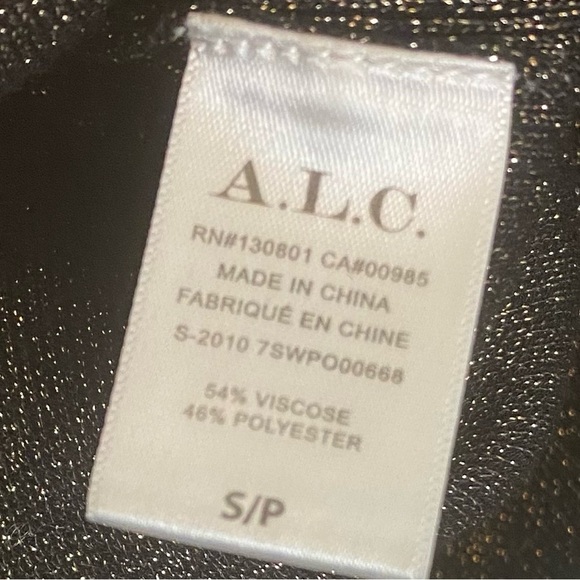 A.L.C.
RN#130801 CA#00985
MADE IN CHINA
FABRIQUÉ EN CHINE
S-2010 7SWPO00668
54% VISCOSE
46% POLYESTER
S/P